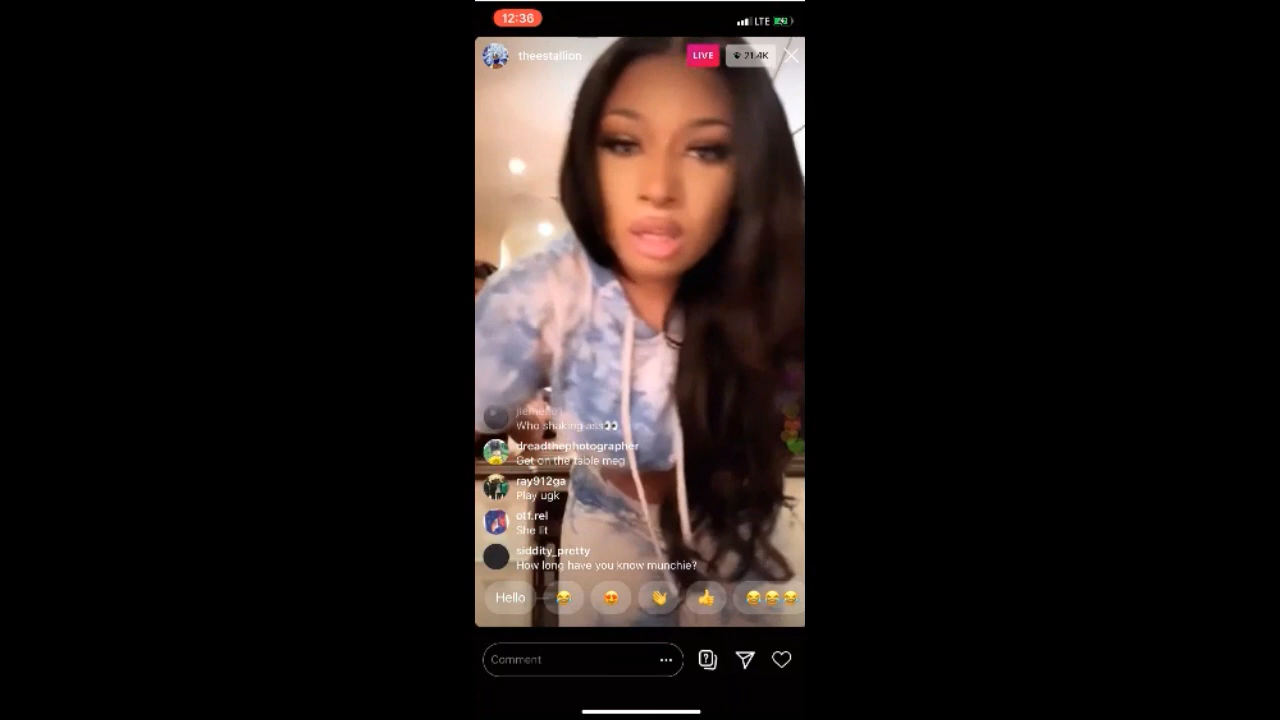 12:36
LTE
theestallion
LIVE
21.4K
Who shaking ass👀
dreadthephotographer
Get on the table meg
ray912ga
Play ugk
otf.rel
She lit
siddity_pretty
How long have you know munchie?
Hello 😂 😍 👋 👍 😂😂😂
Comment